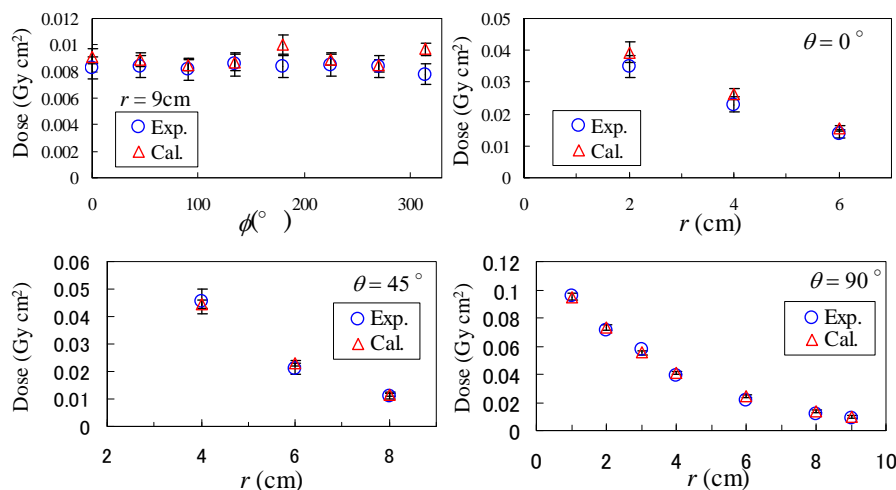 0.012
0.01
0.008
0.006
0.004
0.002
0
Dose (Gy cm²)
r = 9cm
Exp.
Cal.
0 100 200 300
ϕ(°)
0.05
0.04
0.03
0.02
0.01
0
Dose (Gy cm²)
θ = 0°
Exp.
Cal.
0 2 4 6
r (cm)
0.06
0.05
0.04
0.03
0.02
0.01
0
Dose (Gy cm²)
θ = 45°
Exp.
Cal.
2 4 6 8
r (cm)
0.12
0.1
0.08
0.06
0.04
0.02
0
Dose (Gy cm²)
θ = 90°
Exp.
Cal.
0 2 4 6 8 10
r (cm)